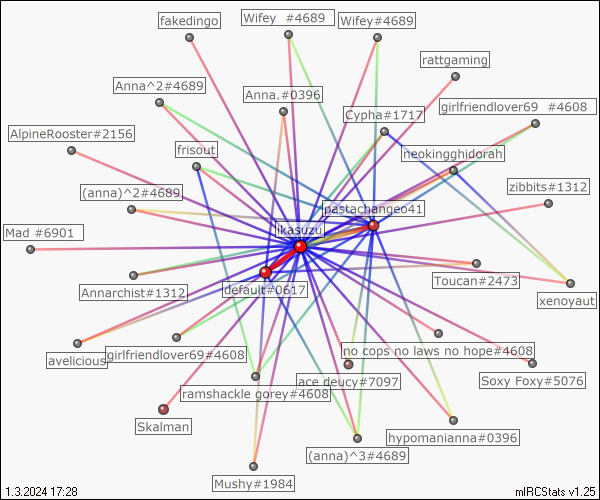 fakedingo
Wifey  #4689
Wifey#4689
rattgaming
Anna^2#4689
Anna.#0396
Cypha#1717
girlfriendlover69  #4608
AlpineRooster#2156
frisout
neokingghidorah
(anna)^2#4689
zibbits#1312
pastachange641
Mad #6901
likasuzu
Annarchist#1312
default#0617
Toucan#2473
xenoyaut
avelicious
girlfriendlover69#4608
no cops no laws no hope#4608
ramshackle gorey#4608
ace deucy#7097
Soxy Foxy#5076
Skalman
(anna)^3#4689
hypomanianna#0396
Mushy#1984
1.3.2024 17:28
mIRCStats v1.25